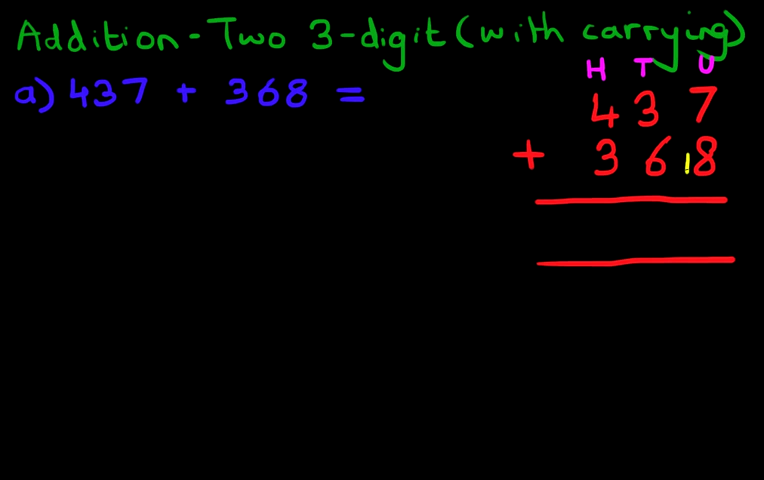 Addition - Two 3-digit (with carrying)
a) 437 + 368 =
H T U
4 3 7
+ 3 6 1 8